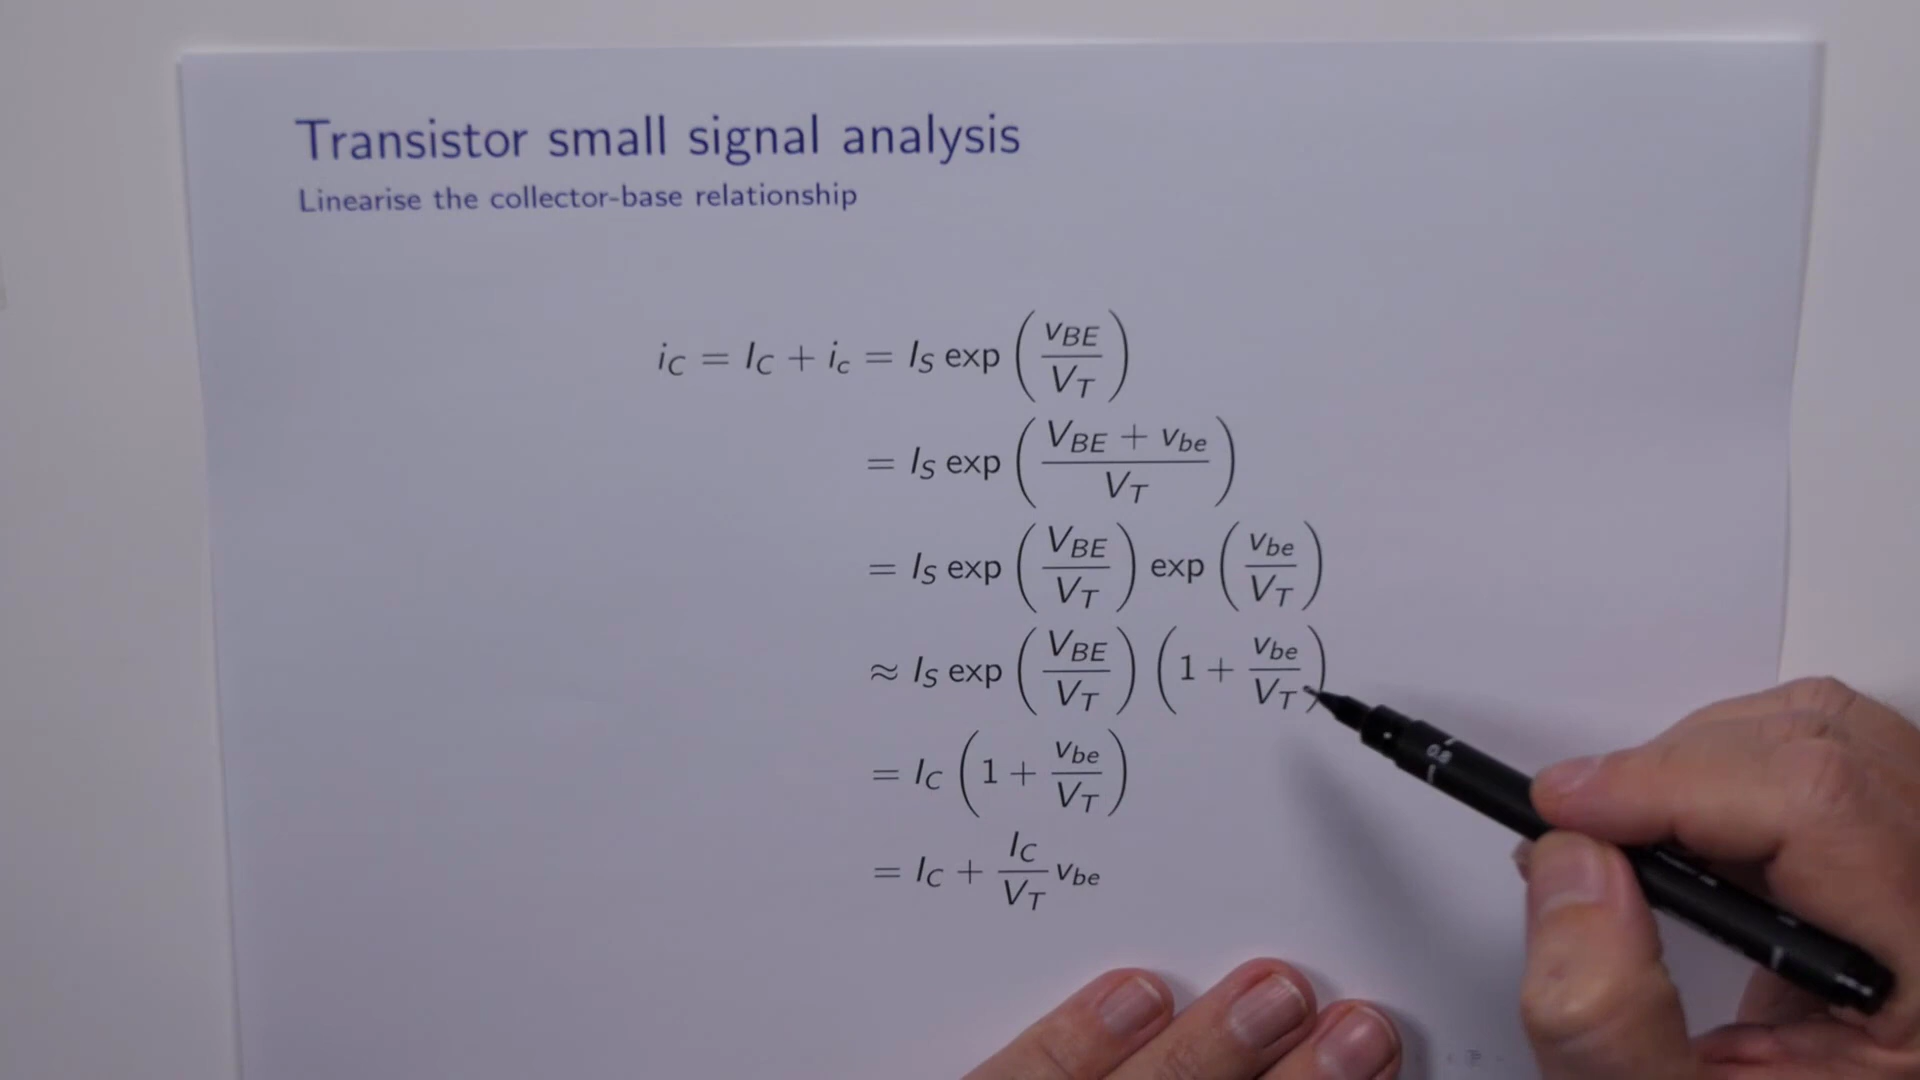 Transistor small signal analysis
Linearise the collector-base relationship
i_C = I_C + i_c = I_S exp (v_BE / V_T)
= I_S exp ((V_BE + v_be) / V_T)
= I_S exp (V_BE / V_T) exp (v_be / V_T)
≈ I_S exp (V_BE / V_T) (1 + v_be / V_T)
= I_C (1 + v_be / V_T)
= I_C + I_C / V_T v_be
0.8